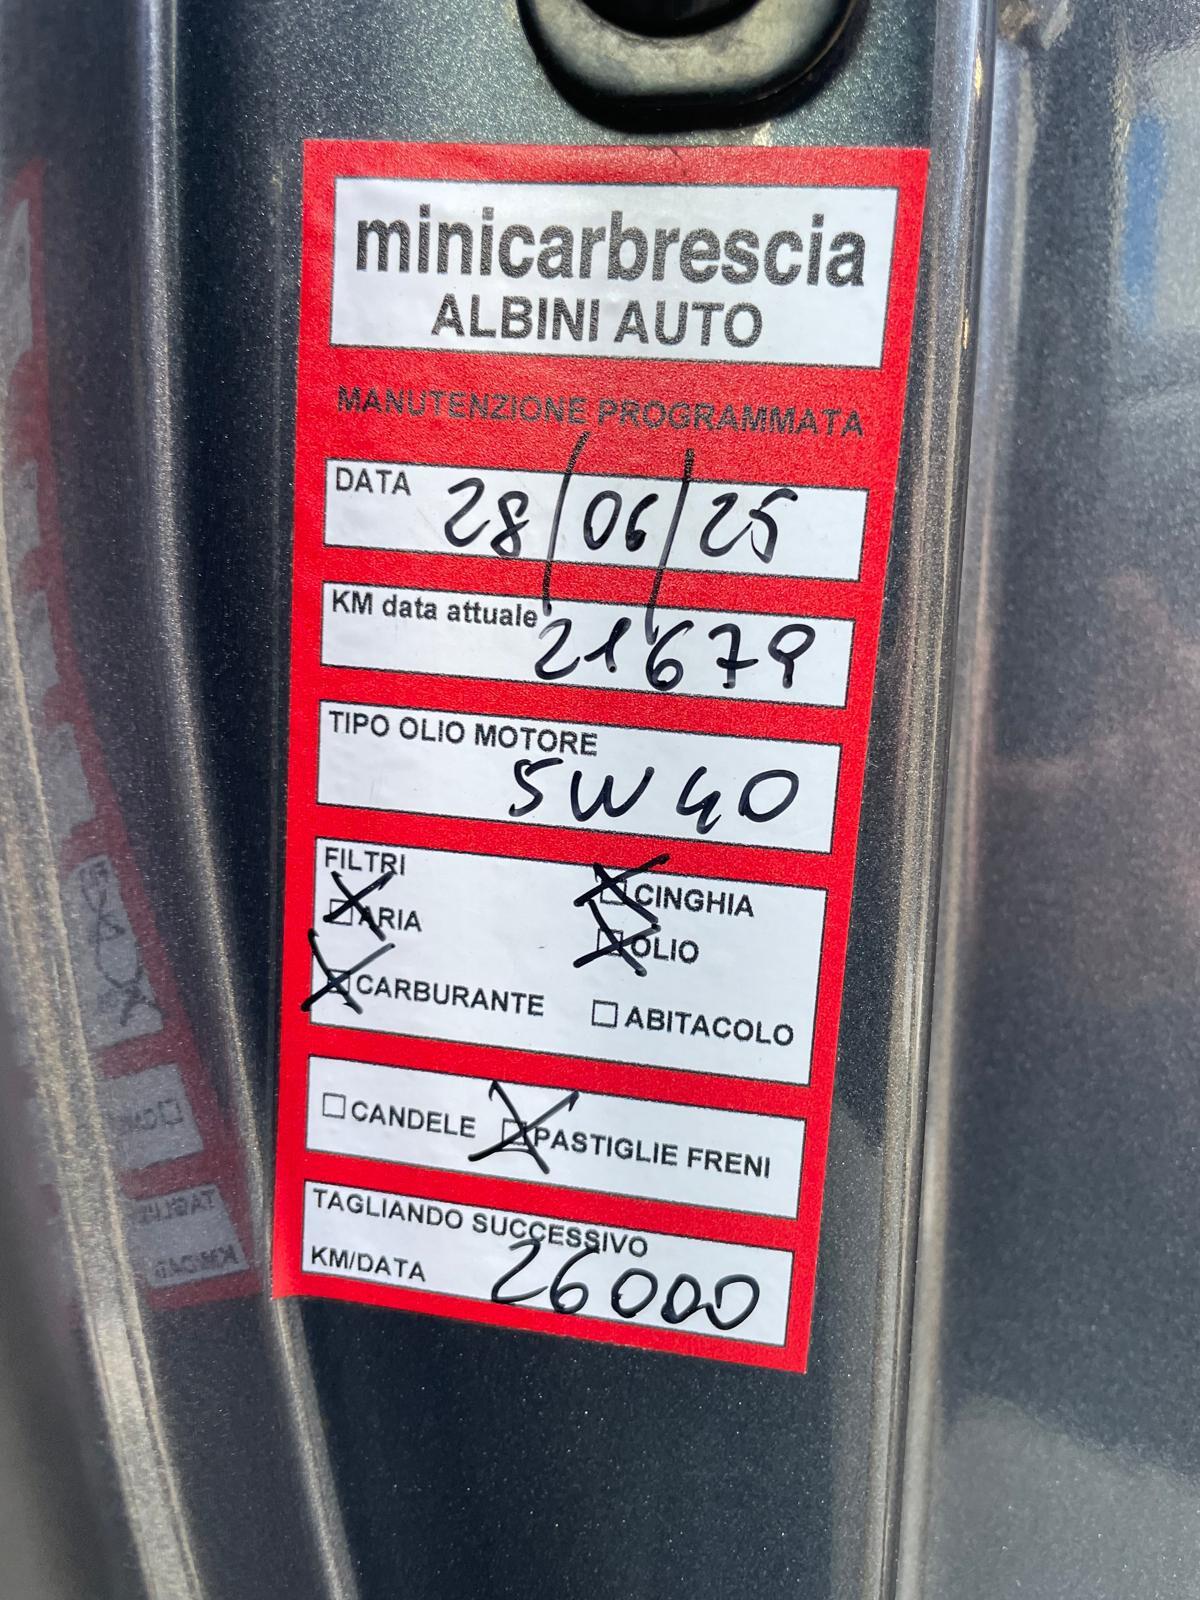 minicarbrescia
ALBINI AUTO
MANUTENZIONE PROGRAMMATA
DATA 28/06/25
KM data attuale 21679
TIPO OLIO MOTORE
5W40
FILTRI
ARIA
CINGHIA
OLIO
CARBURANTE
ABITACOLO
CANDELE PASTIGLIE FRENI
TAGLIANDO SUCCESSIVO
KM/DATA 26000